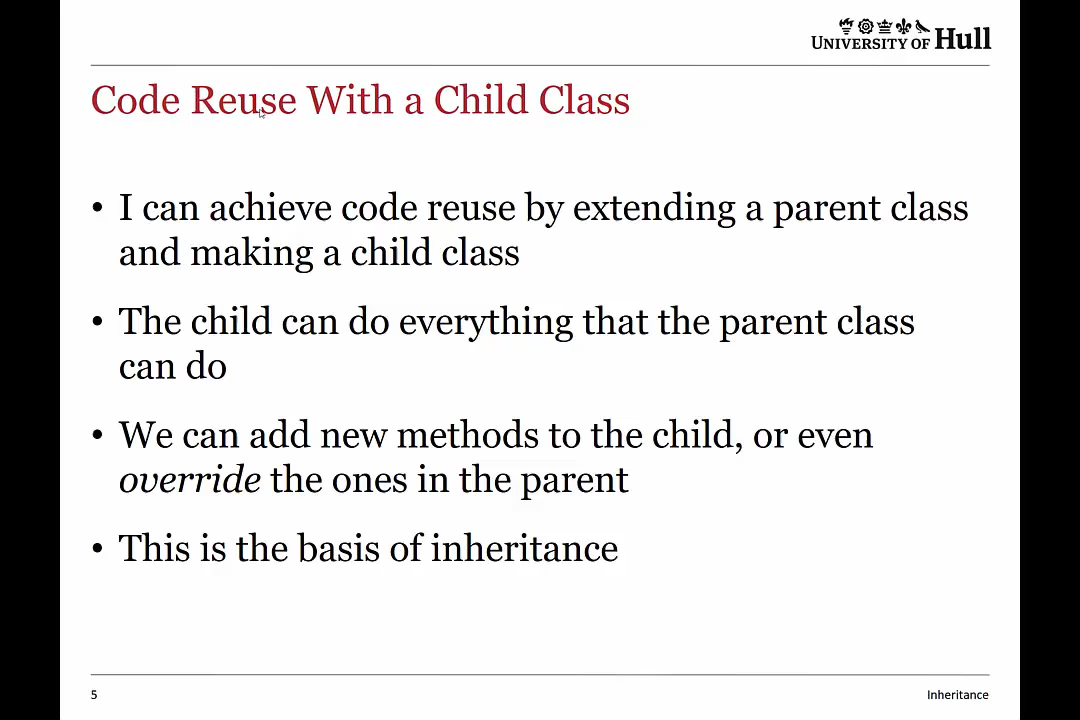 UNIVERSITY OF Hull
Code Reuse With a Child Class
• I can achieve code reuse by extending a parent class
and making a child class
• The child can do everything that the parent class
can do
• We can add new methods to the child, or even
override the ones in the parent
• This is the basis of inheritance
5
Inheritance